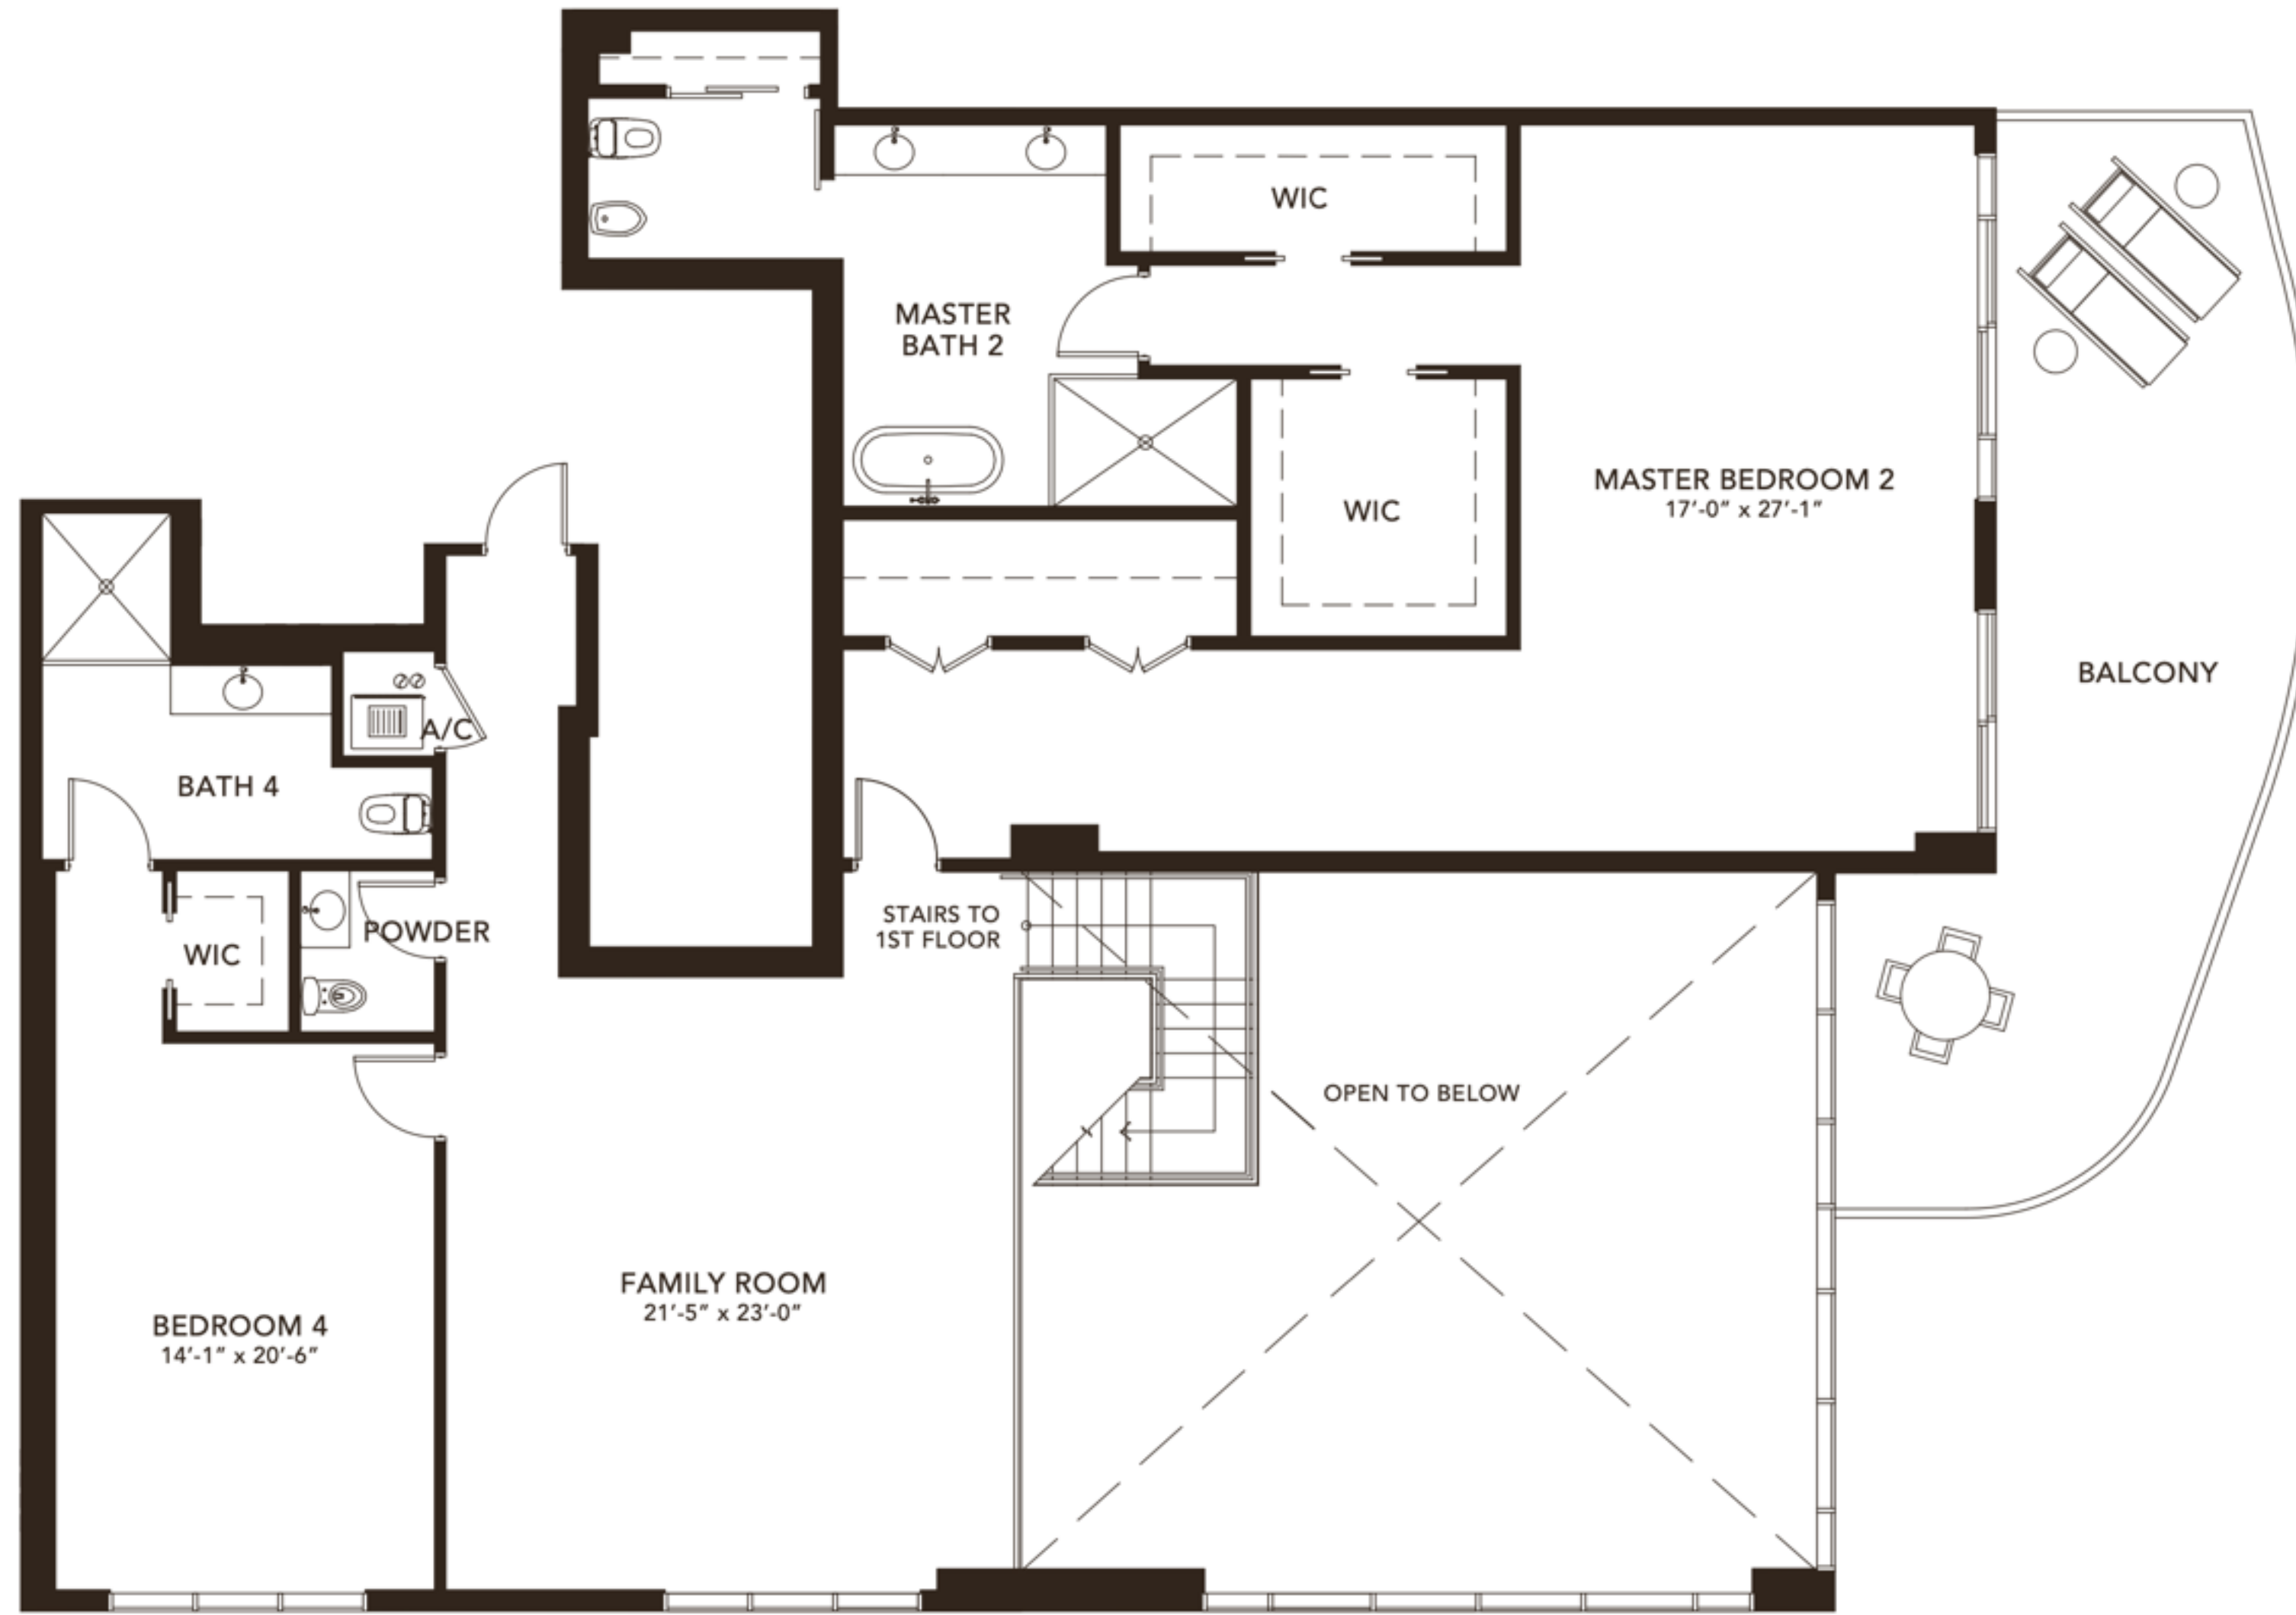 WIC
MASTER
BATH 2
MASTER BEDROOM 2
17'-0" x 27'-1"
WIC
BALCONY
A/C
BATH 4
POWDER
WIC
STAIRS TO
1ST FLOOR
OPEN TO BELOW
FAMILY ROOM
21'-5" x 23'-0"
BEDROOM 4
14'-1" x 20'-6"